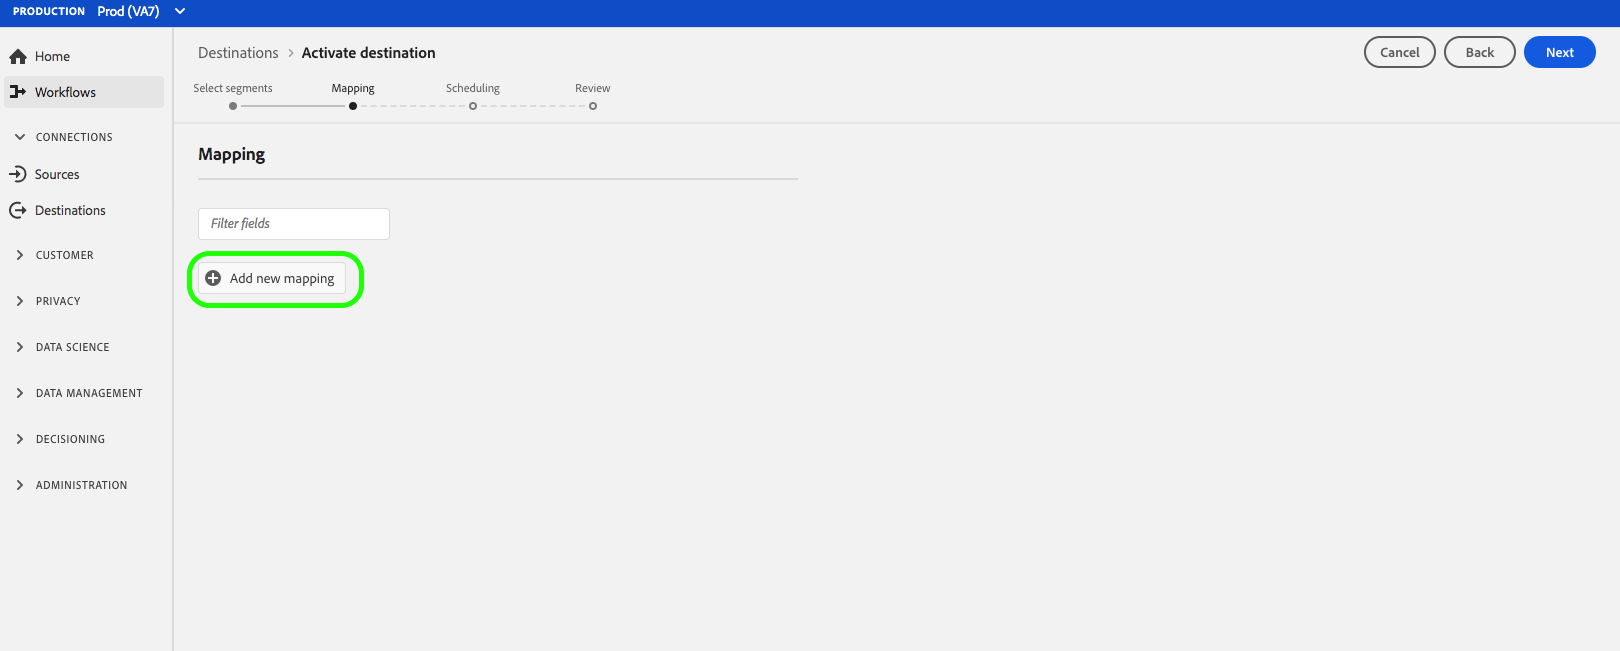 PRODUCTION Prod (VA7)
Home
Workflows
CONNECTIONS
Sources
Destinations
CUSTOMER
PRIVACY
DATA SCIENCE
DATA MANAGEMENT
DECISIONING
ADMINISTRATION
Destinations > Activate destination
Cancel Back Next
Select segments Mapping Scheduling Review
Mapping
Filter fields
Add new mapping